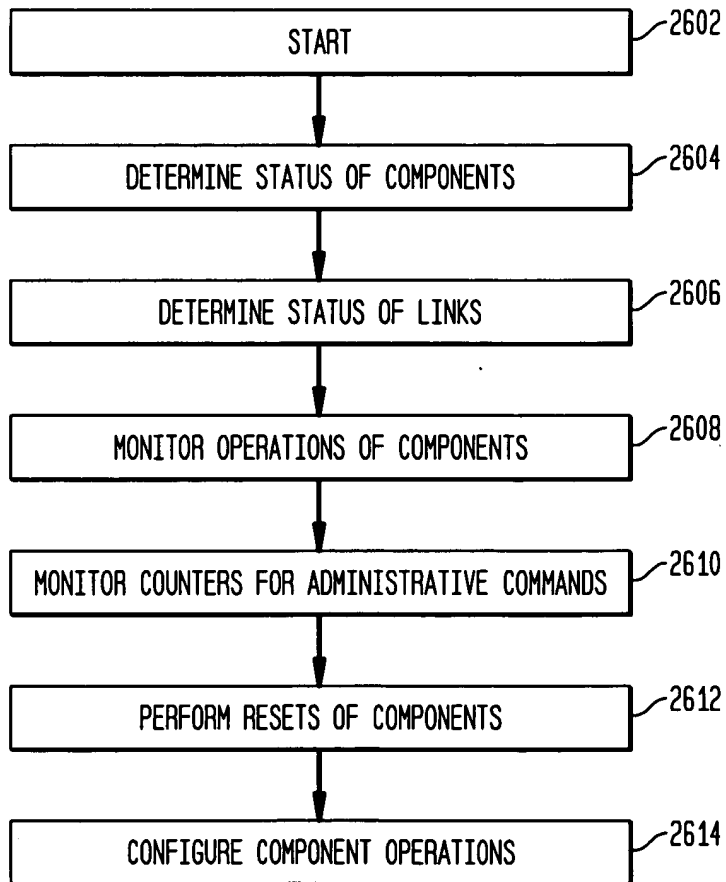 START
2602
DETERMINE STATUS OF COMPONENTS
2604
DETERMINE STATUS OF LINKS
2606
MONITOR OPERATIONS OF COMPONENTS
2608
MONITOR COUNTERS FOR ADMINISTRATIVE COMMANDS
2610
PERFORM RESETS OF COMPONENTS
2612
CONFIGURE COMPONENT OPERATIONS
2614